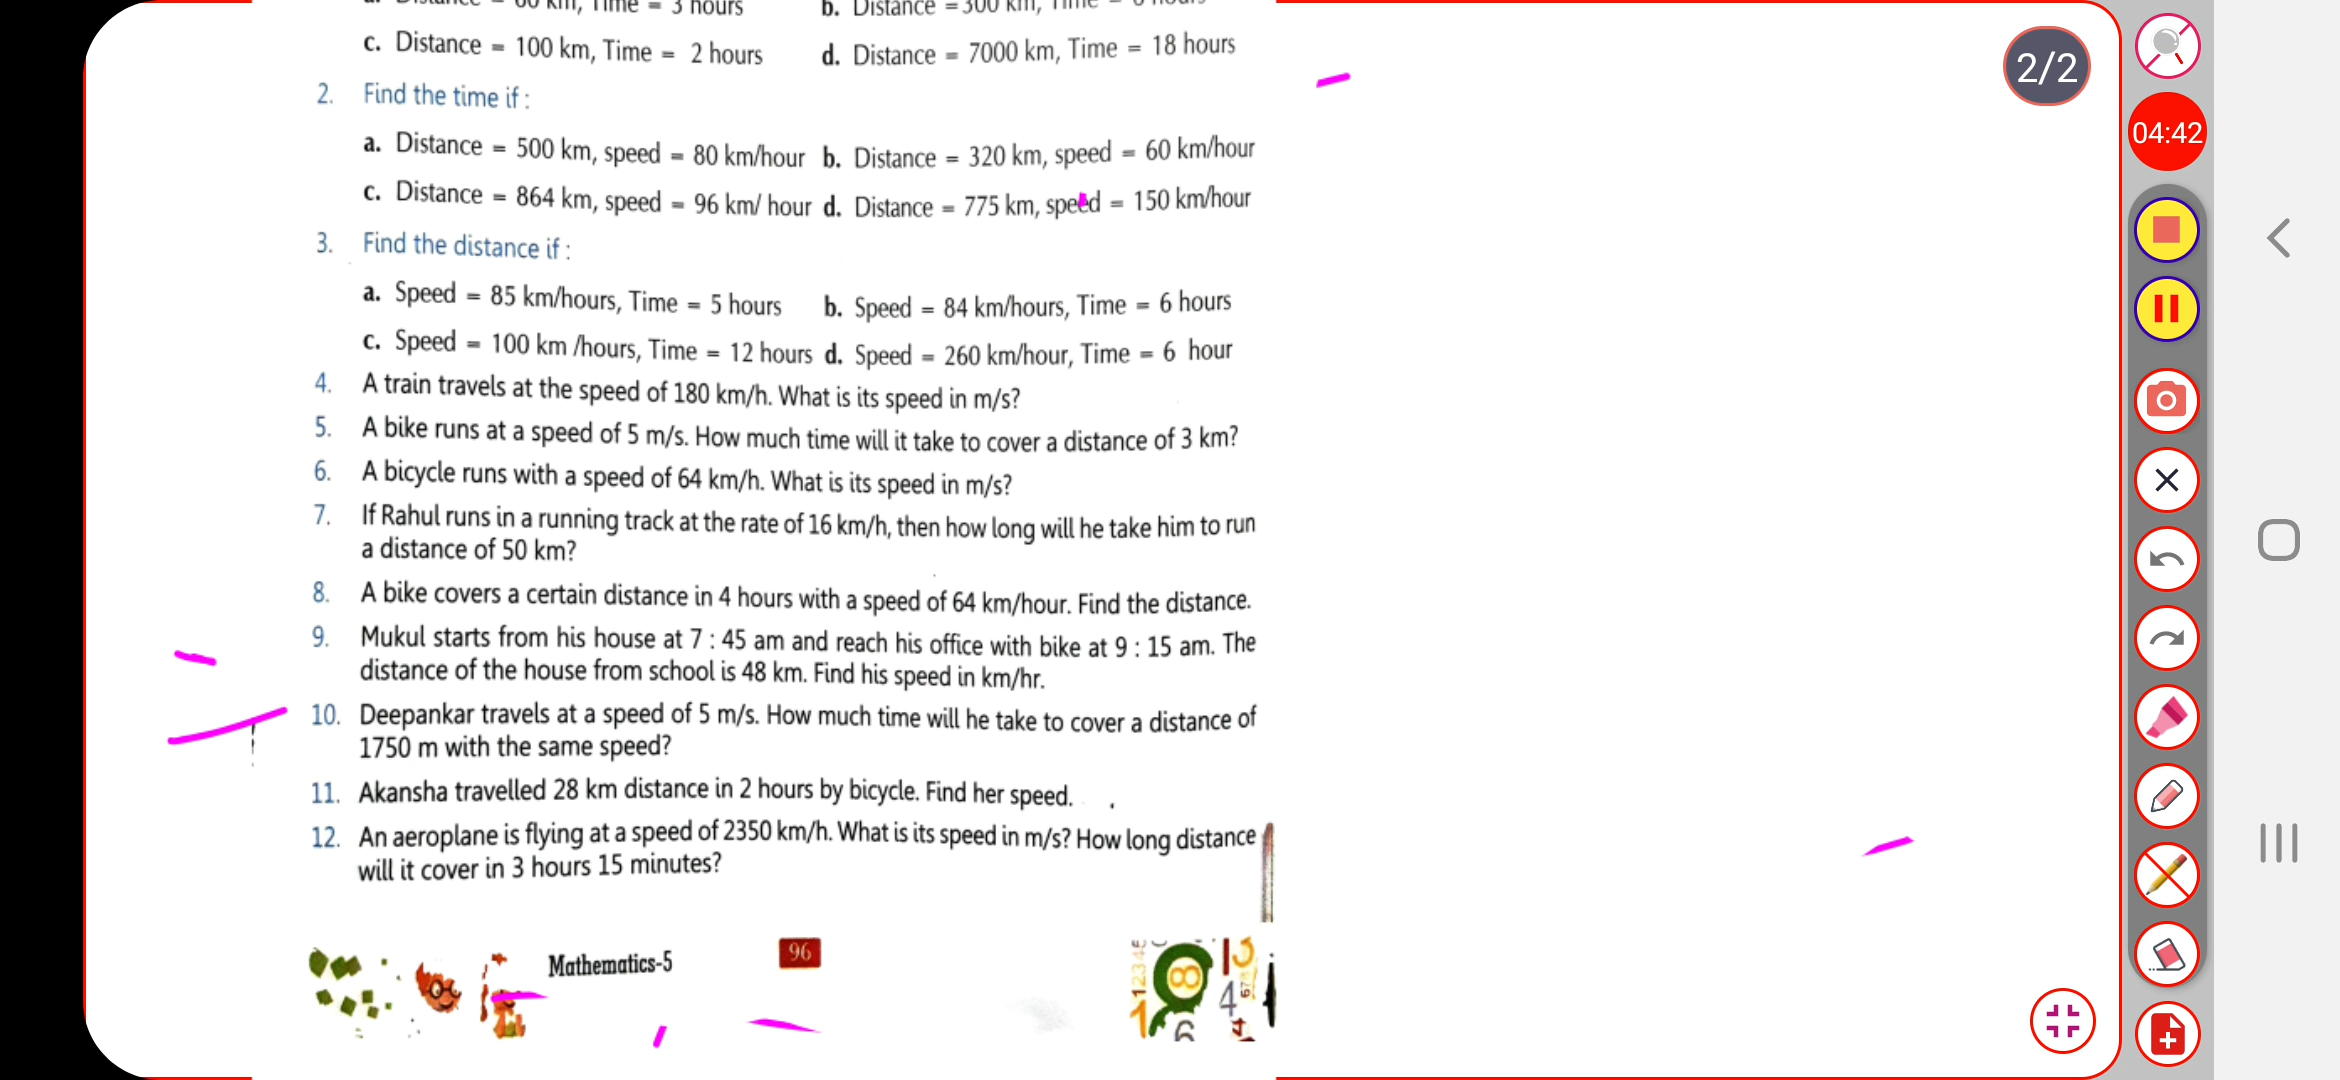 Distance = 60 km, Time = 3 hours b. Distance = 300 km, Time =
c. Distance = 100 km, Time = 2 hours d. Distance = 7000 km, Time = 18 hours
2. Find the time if :
a. Distance = 500 km, speed = 80 km/hour b. Distance = 320 km, speed = 60 km/hour
c. Distance = 864 km, speed = 96 km/ hour d. Distance = 775 km, speed = 150 km/hour
3. Find the distance if :
a. Speed = 85 km/hours, Time = 5 hours b. Speed = 84 km/hours, Time = 6 hours
c. Speed = 100 km /hours, Time = 12 hours d. Speed = 260 km/hour, Time = 6 hour
4. A train travels at the speed of 180 km/h. What is its speed in m/s?
5. A bike runs at a speed of 5 m/s. How much time will it take to cover a distance of 3 km?
6. A bicycle runs with a speed of 64 km/h. What is its speed in m/s?
7. If Rahul runs in a running track at the rate of 16 km/h, then how long will he take him to run
a distance of 50 km?
8. A bike covers a certain distance in 4 hours with a speed of 64 km/hour. Find the distance.
9. Mukul starts from his house at 7 : 45 am and reach his office with bike at 9 : 15 am. The
distance of the house from school is 48 km. Find his speed in km/hr.
10. Deepankar travels at a speed of 5 m/s. How much time will he take to cover a distance of
1750 m with the same speed?
11. Akansha travelled 28 km distance in 2 hours by bicycle. Find her speed.
12. An aeroplane is flying at a speed of 2350 km/h. What is its speed in m/s? How long distance
will it cover in 3 hours 15 minutes?
Mathematics-5
96
2/2
04:42